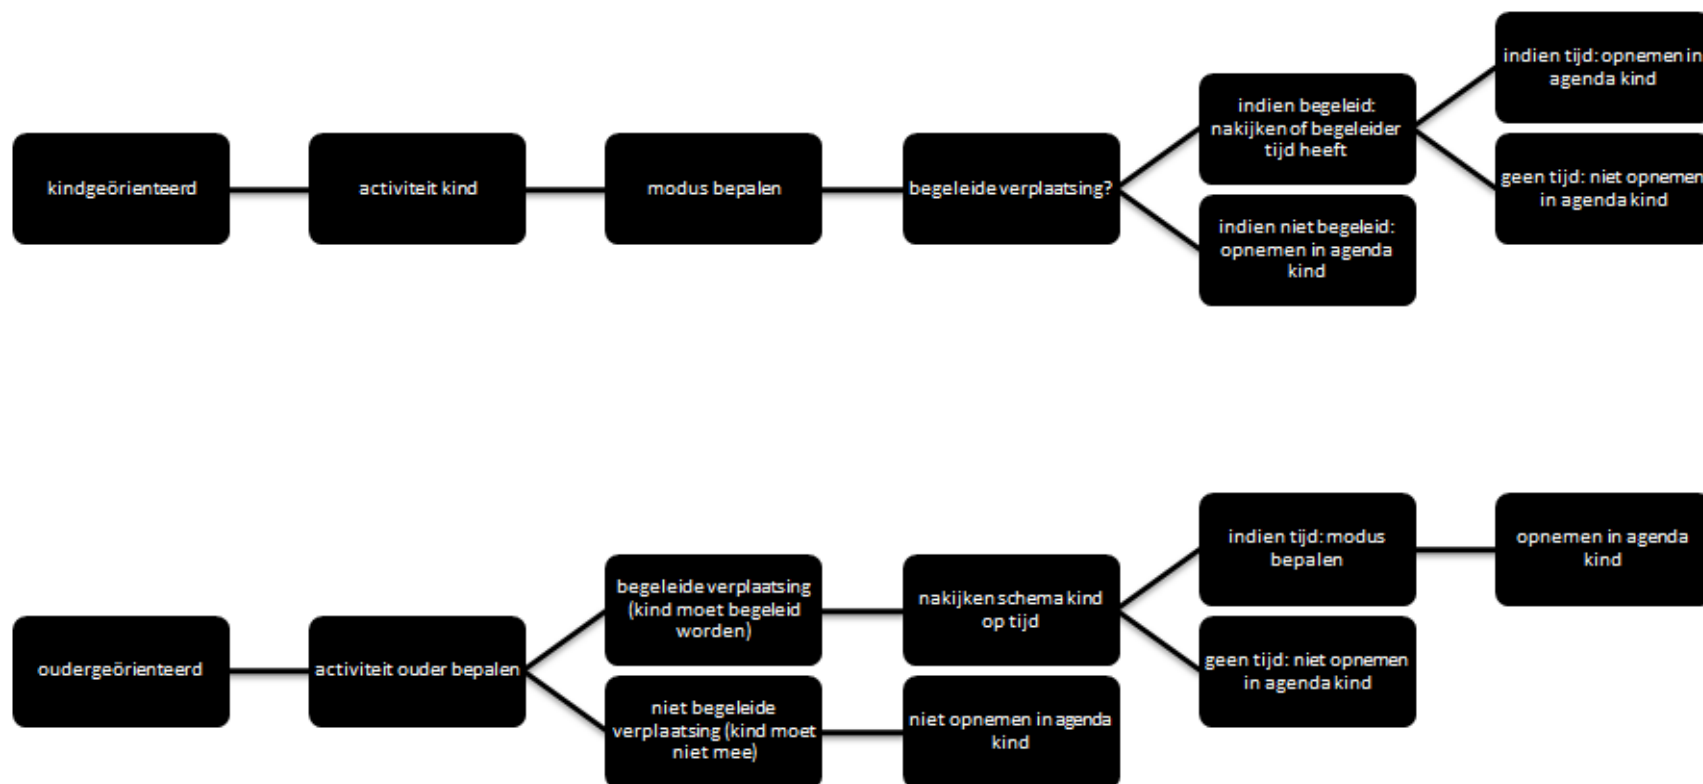 kindgeörienteerd
activiteit kind
modus bepalen
begeleide verplaatsing?
indien begeleid:
nakijken of begeleider
tijd heeft
indien niet begeleid:
opnemen in agenda
kind
indien tijd: opnemen in
agenda kind
geen tijd: niet opnemen
in agenda kind
oudergeörienteerd
activiteit ouder bepalen
begeleide verplaatsing
(kind moet begeleid
worden)
niet begeleide
verplaatsing (kind moet
niet mee)
nakijken schema kind
op tijd
niet opnemen in agenda
kind
indien tijd: modus
bepalen
geen tijd: niet opnemen
in agenda kind
opnemen in agenda
kind